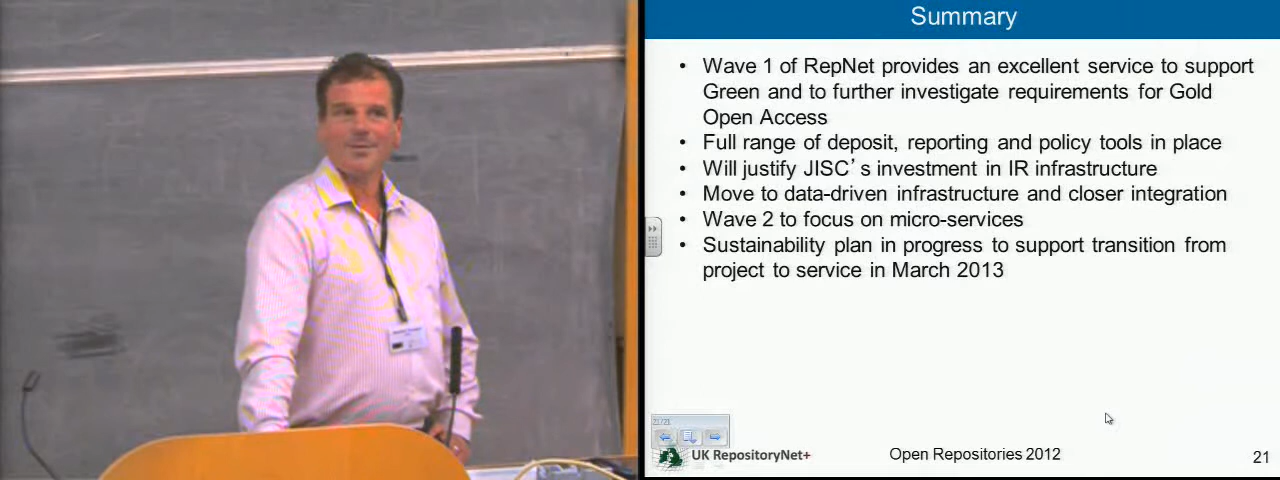 Summary
• Wave 1 of RepNet provides an excellent service to support
Green and to further investigate requirements for Gold
Open Access
• Full range of deposit, reporting and policy tools in place
• Will justify JISC's investment in IR infrastructure
• Move to data-driven infrastructure and closer integration
• Wave 2 to focus on micro-services
• Sustainability plan in progress to support transition from
project to service in March 2013
21/21
UK RepositoryNet+
Open Repositories 2012
21